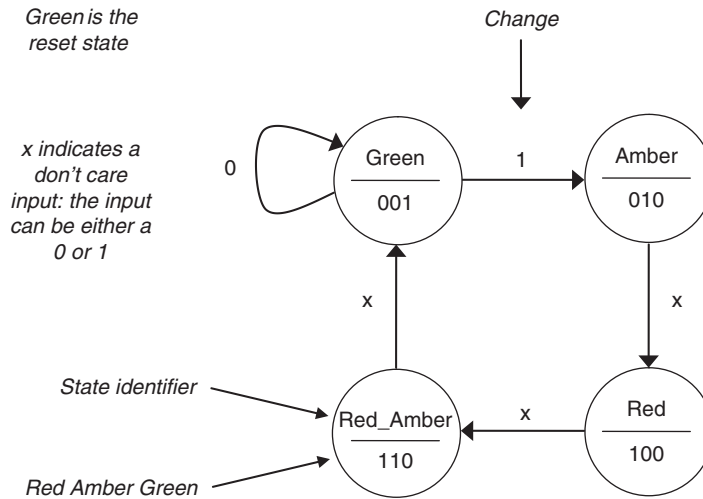 Green is the
reset state
Change
x indicates a
don't care
input: the input
can be either a
0 or 1
0
Green
001
1
Amber
010
x
x
State identifier
Red_Amber
110
x
Red
100
Red Amber Green